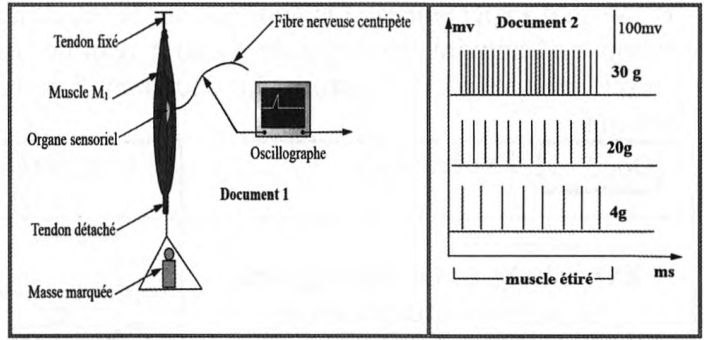 Tendon fixé
Fibre nerveuse centripète
Muscle M₁
Organe sensoriel
Oscillographe
Document 1
Tendon détaché
Masse marquée
mv
Document 2
100mv
30 g
20g
4g
ms
muscle étiré